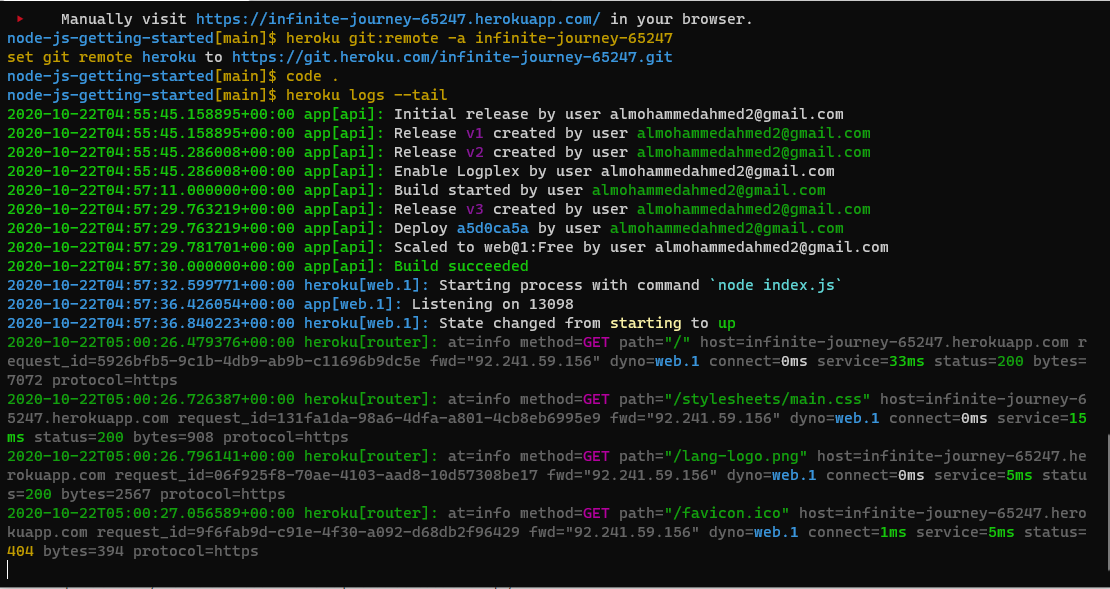 ▸    Manually visit https://infinite-journey-65247.herokuapp.com/ in your browser.
node-js-getting-started[main]$ heroku git:remote -a infinite-journey-65247
set git remote heroku to https://git.heroku.com/infinite-journey-65247.git
node-js-getting-started[main]$ code .
node-js-getting-started[main]$ heroku logs --tail
2020-10-22T04:55:45.158895+00:00 app[api]: Initial release by user almohammedahmed2@gmail.com
2020-10-22T04:55:45.158895+00:00 app[api]: Release v1 created by user almohammedahmed2@gmail.com
2020-10-22T04:55:45.286008+00:00 app[api]: Release v2 created by user almohammedahmed2@gmail.com
2020-10-22T04:55:45.286008+00:00 app[api]: Enable Logplex by user almohammedahmed2@gmail.com
2020-10-22T04:57:11.000000+00:00 app[api]: Build started by user almohammedahmed2@gmail.com
2020-10-22T04:57:29.763219+00:00 app[api]: Release v3 created by user almohammedahmed2@gmail.com
2020-10-22T04:57:29.763219+00:00 app[api]: Deploy a5d0ca5a by user almohammedahmed2@gmail.com
2020-10-22T04:57:29.781701+00:00 app[api]: Scaled to web@1:Free by user almohammedahmed2@gmail.com
2020-10-22T04:57:30.000000+00:00 app[api]: Build succeeded
2020-10-22T04:57:32.599771+00:00 heroku[web.1]: Starting process with command `node index.js`
2020-10-22T04:57:36.426054+00:00 app[web.1]: Listening on 13098
2020-10-22T04:57:36.840223+00:00 heroku[web.1]: State changed from starting to up
2020-10-22T05:00:26.479376+00:00 heroku[router]: at=info method=GET path="/" host=infinite-journey-65247.herokuapp.com r
equest_id=5926bfb5-9c1b-4db9-ab9b-c11696b9dc5e fwd="92.241.59.156" dyno=web.1 connect=0ms service=33ms status=200 bytes=
7072 protocol=https
2020-10-22T05:00:26.726387+00:00 heroku[router]: at=info method=GET path="/stylesheets/main.css" host=infinite-journey-6
5247.herokuapp.com request_id=131fa1da-98a6-4dfa-a801-4cb8eb6995e9 fwd="92.241.59.156" dyno=web.1 connect=0ms service=15
ms status=200 bytes=908 protocol=https
2020-10-22T05:00:26.796141+00:00 heroku[router]: at=info method=GET path="/lang-logo.png" host=infinite-journey-65247.he
rokuapp.com request_id=06f925f8-70ae-4103-aad8-10d57308be17 fwd="92.241.59.156" dyno=web.1 connect=0ms service=5ms statu
s=200 bytes=2567 protocol=https
2020-10-22T05:00:27.056589+00:00 heroku[router]: at=info method=GET path="/favicon.ico" host=infinite-journey-65247.hero
kuapp.com request_id=9f6fab9d-c91e-4f30-a092-d68db2f96429 fwd="92.241.59.156" dyno=web.1 connect=1ms service=5ms status=
404 bytes=394 protocol=https